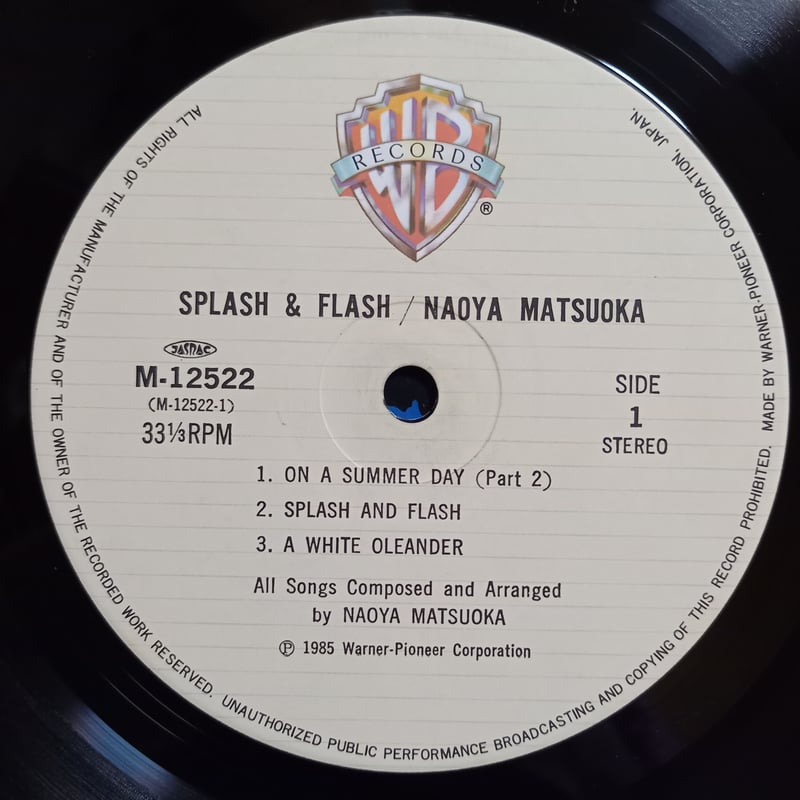 WB
RECORDS
®
SPLASH & FLASH / NAOYA MATSUOKA
JASRAC
M-12522
(M-12522-1)
33⅓RPM
SIDE
1
STEREO
1. ON A SUMMER DAY (Part 2)
2. SPLASH AND FLASH
3. A WHITE OLEANDER
All Songs Composed and Arranged
by NAOYA MATSUOKA
Ⓟ 1985 Warner-Pioneer Corporation
ALL RIGHTS OF THE MANUFACTURER AND OF THE OWNER OF THE RECORDED WORK RESERVED. UNAUTHORIZED PUBLIC PERFORMANCE BROADCASTING AND COPYING OF THIS RECORD PROHIBITED. MADE BY WARNER-PIONEER CORPORATION, JAPAN.